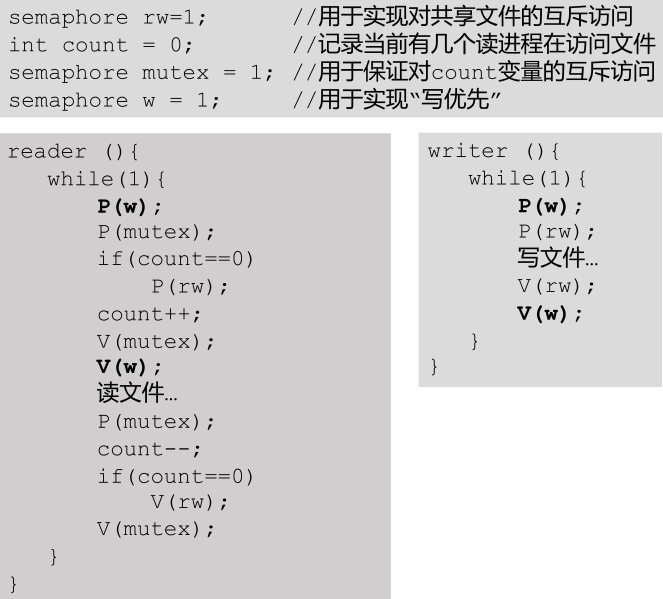 semaphore rw=1; //用于实现对共享文件的互斥访问
int count = 0; //记录当前有几个读进程在访问文件
semaphore mutex = 1; //用于保证对count变量的互斥访问
semaphore w = 1; //用于实现“写优先”
reader (){
while(1){
P(w);
P(mutex);
if(count==0)
P(rw);
count++;
V(mutex);
V(w);
读文件…
P(mutex);
count--;
if(count==0)
V(rw);
V(mutex);
}
}
writer (){
while(1){
P(w);
P(rw);
写文件…
V(rw);
V(w);
}
}